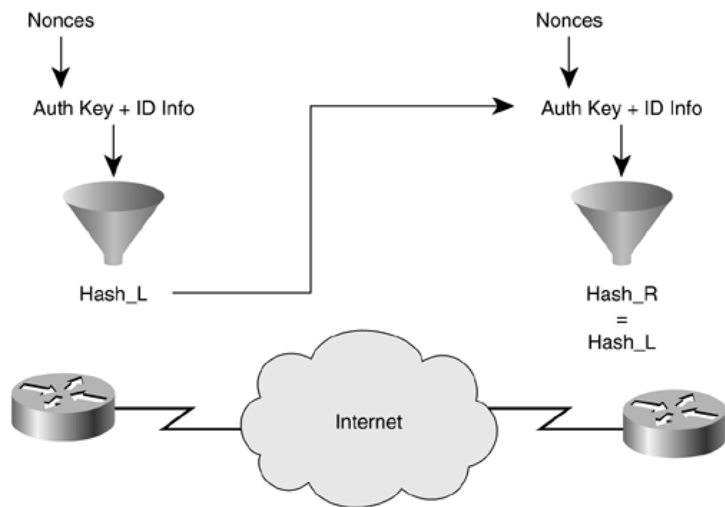 Nonces
Nonces
Auth Key + ID Info
Auth Key + ID Info
Hash_L
Hash_R
=
Hash_L
Internet